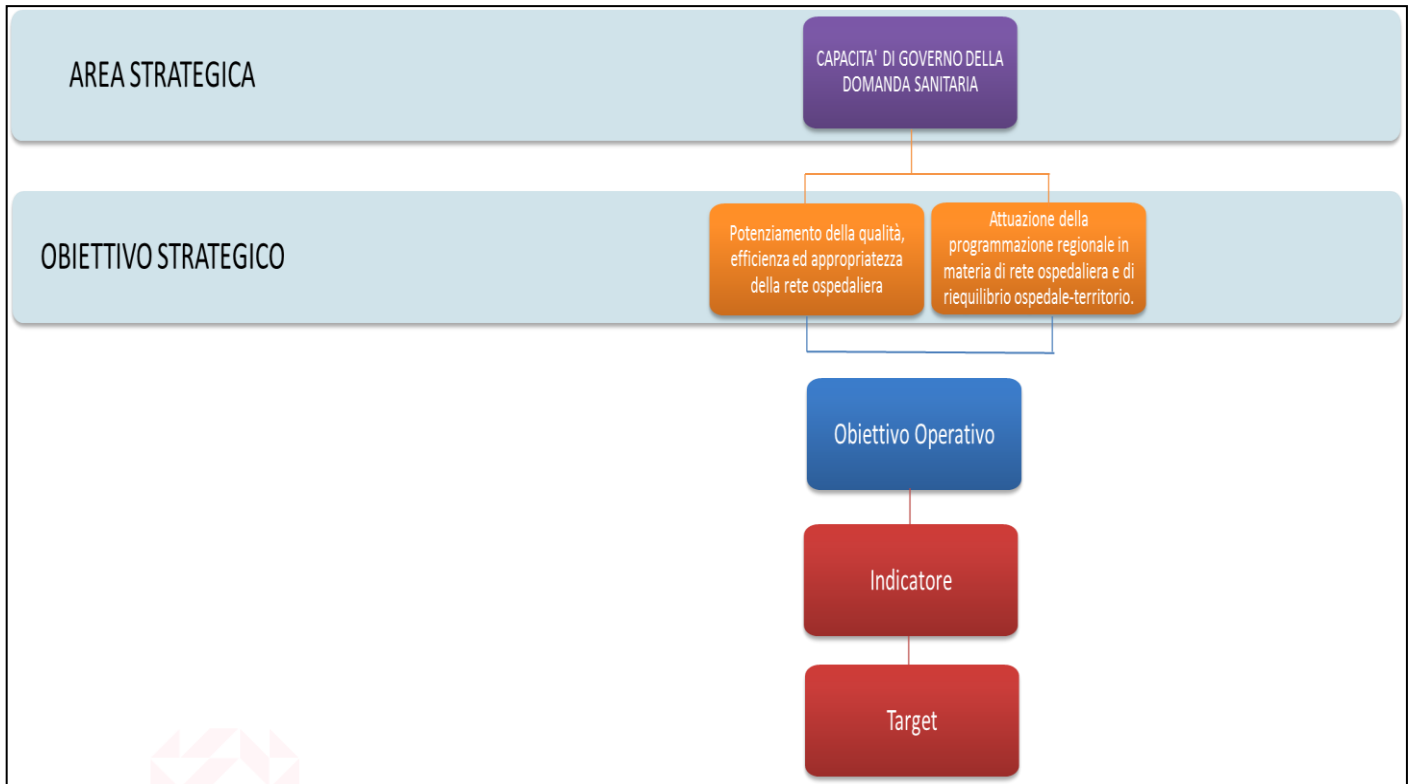 AREA STRATEGICA
CAPACITA' DI GOVERNO DELLA
DOMANDA SANITARIA
OBIETTIVO STRATEGICO
Potenziamento della qualità,
efficienza ed appropriatezza
della rete ospedaliera
Attuazione della
programmazione regionale in
materia di rete ospedaliera e di
riequilibrio ospedale-territorio.
Obiettivo Operativo
Indicatore
Target